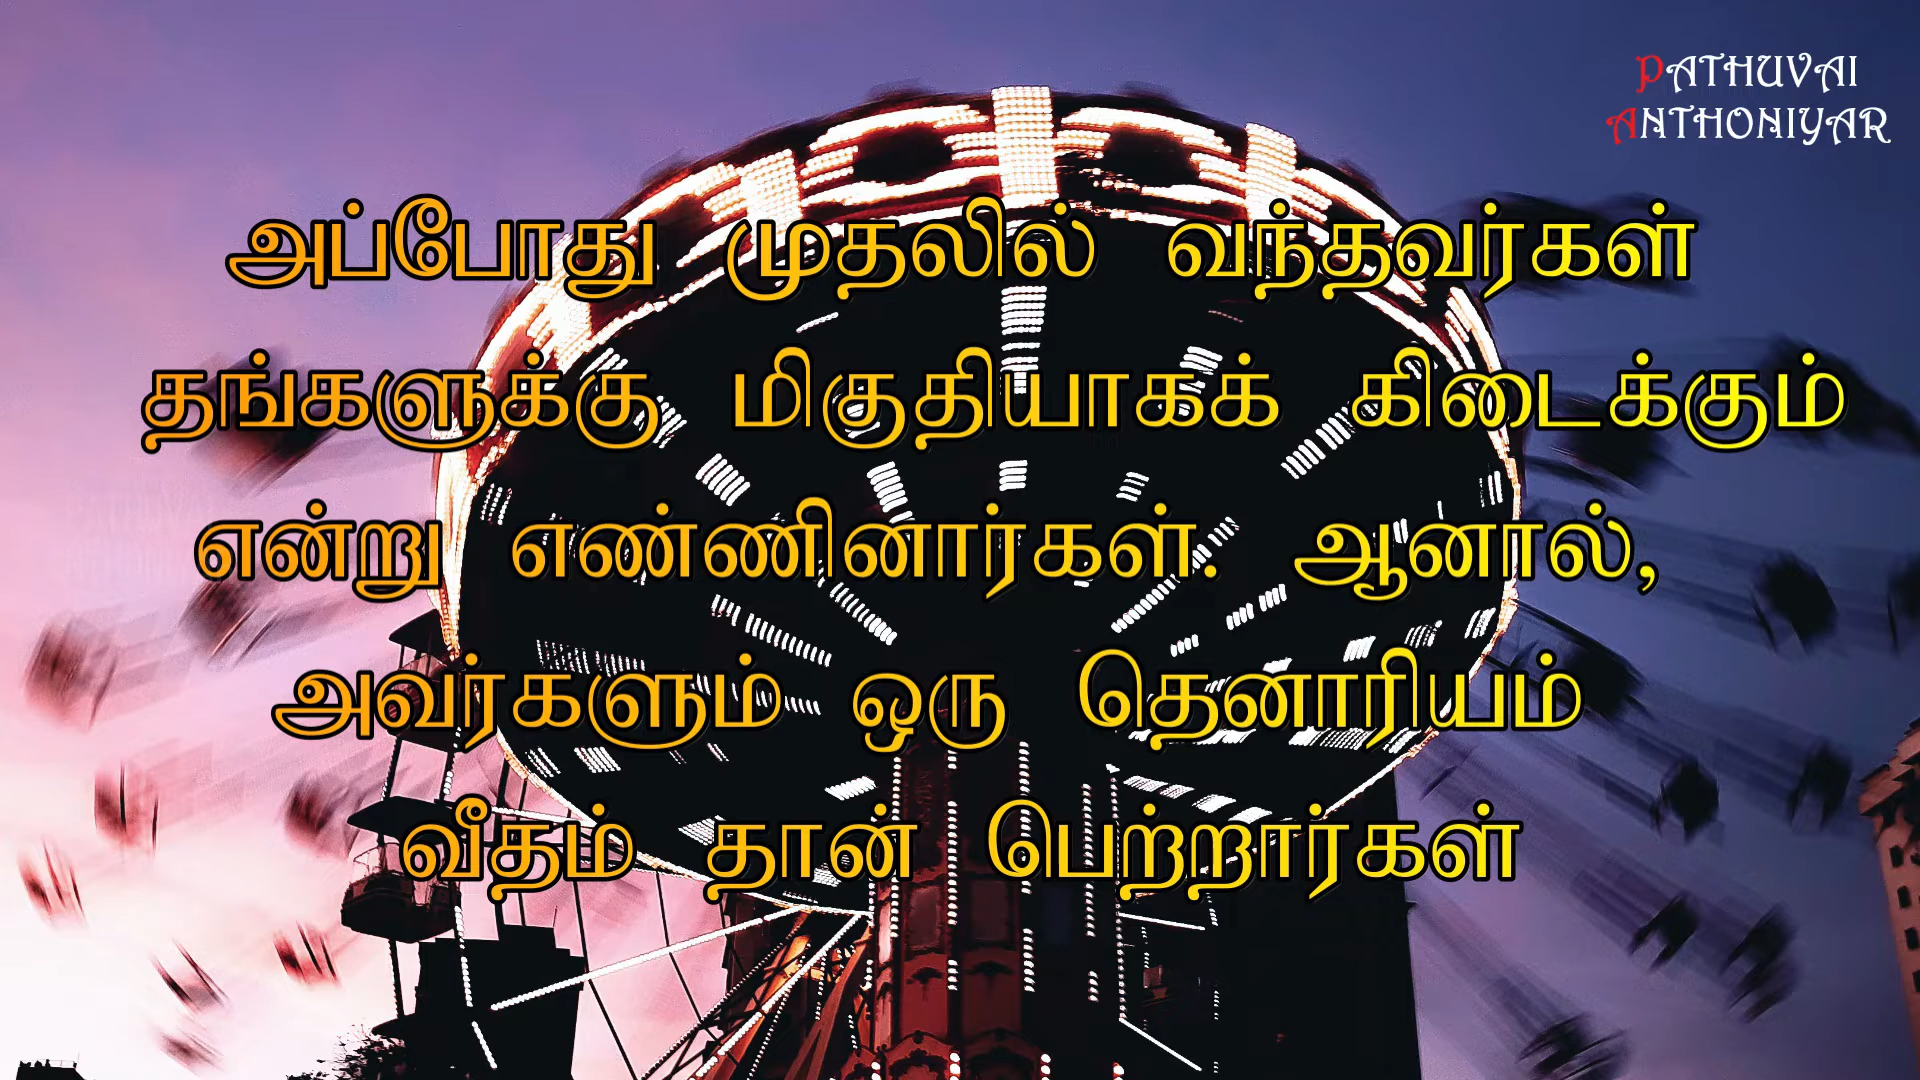 PATHUVAI
ANTHONIYAR
அப்போது முதலில் வந்தவர்கள்
தங்களுக்கு மிகுதியாகக் கிடைக்கும்
என்று எண்ணினார்கள். ஆனால்,
அவர்களும் ஒரு தெனாரியம்
வீதம் தான் பெற்றார்கள்